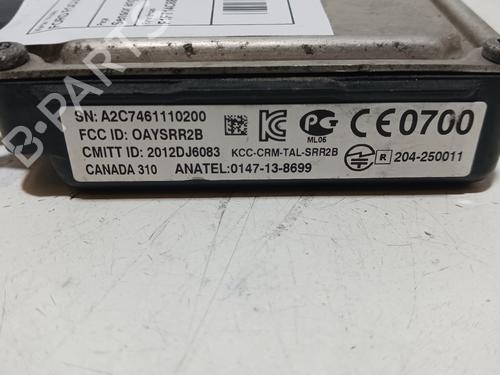 SN: A2C7461110200
FCC ID: OAYSRR2B
CMITT ID: 2012DJ6083 KCC-CRM-TAL-SRR2B
CANADA 310 ANATEL:0147-13-8699
ML06
CE0700
R 204-250011
B-PARTS